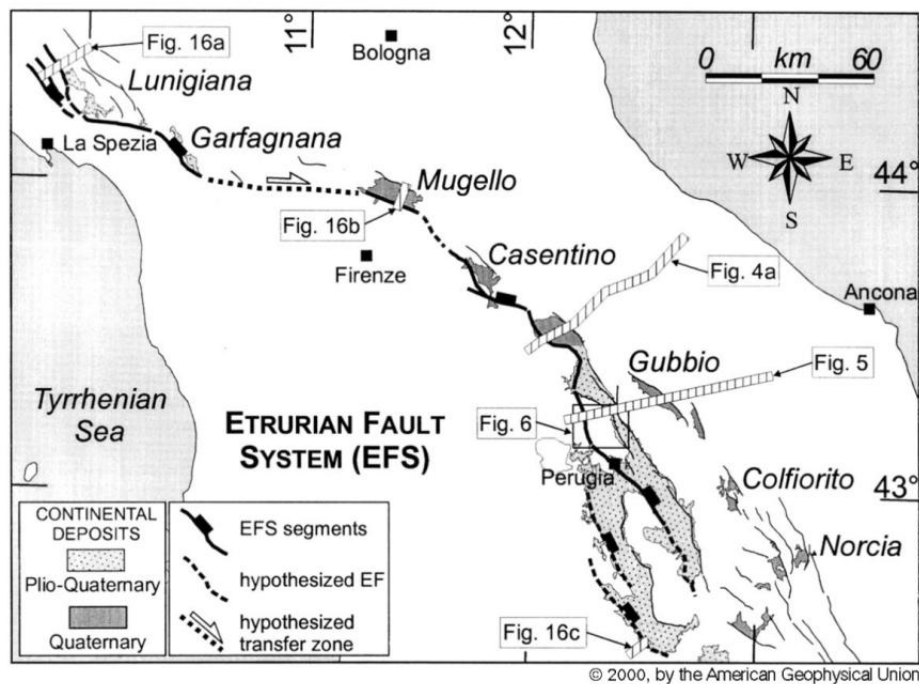 Fig. 16a
11°
12°
Bologna
0 km 60
Lunigiana
N
W E
S
La Spezia
Garfagnana
44°
Mugello
Fig. 16b
Firenze
Casentino
Fig. 4a
Ancona
Gubbio
Fig. 5
Tyrrhenian
Sea
ETRURIAN FAULT
SYSTEM (EFS)
Fig. 6
Perugia
43°
Colfiorito
Norcia
Fig. 16c
CONTINENTAL
DEPOSITS
Plio-Quaternary
Quaternary
EFS segments
hypothesized EF
hypothesized
transfer zone
© 2000, by the American Geophysical Union